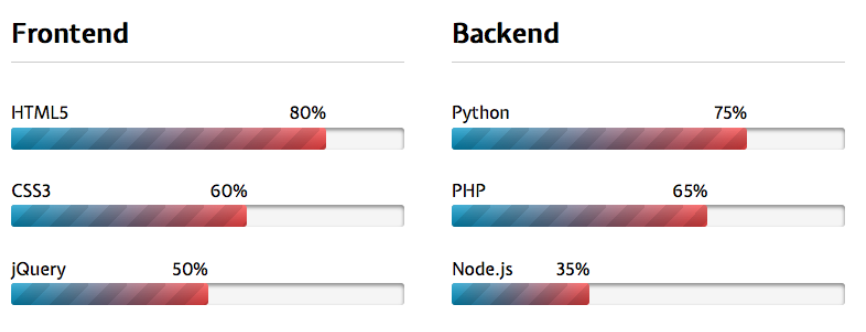 Frontend
HTML5 80%
CSS3 60%
jQuery 50%
Backend
Python 75%
PHP 65%
Node.js 35%